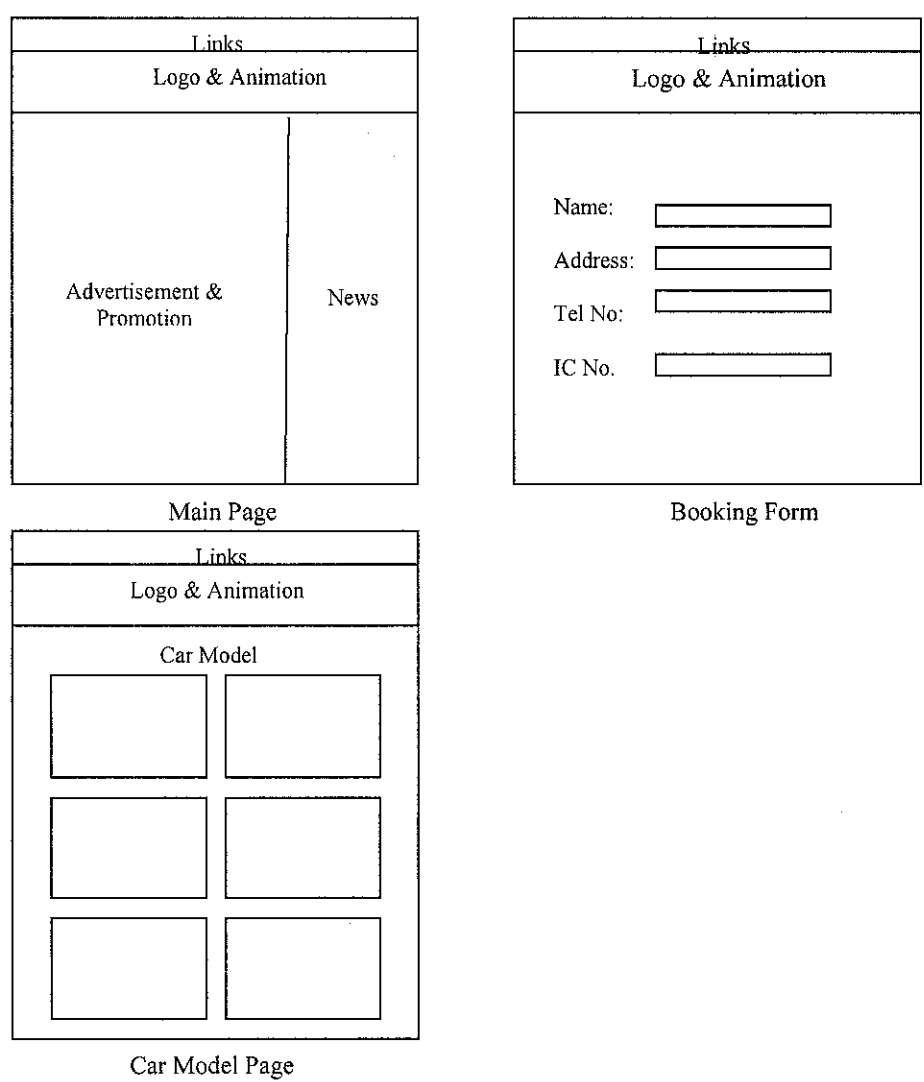 Links
Logo & Animation
Advertisement &
Promotion
News
Main Page
Links
Logo & Animation
Name:
Address:
Tel No:
IC No.
Booking Form
Links
Logo & Animation
Car Model
Car Model Page